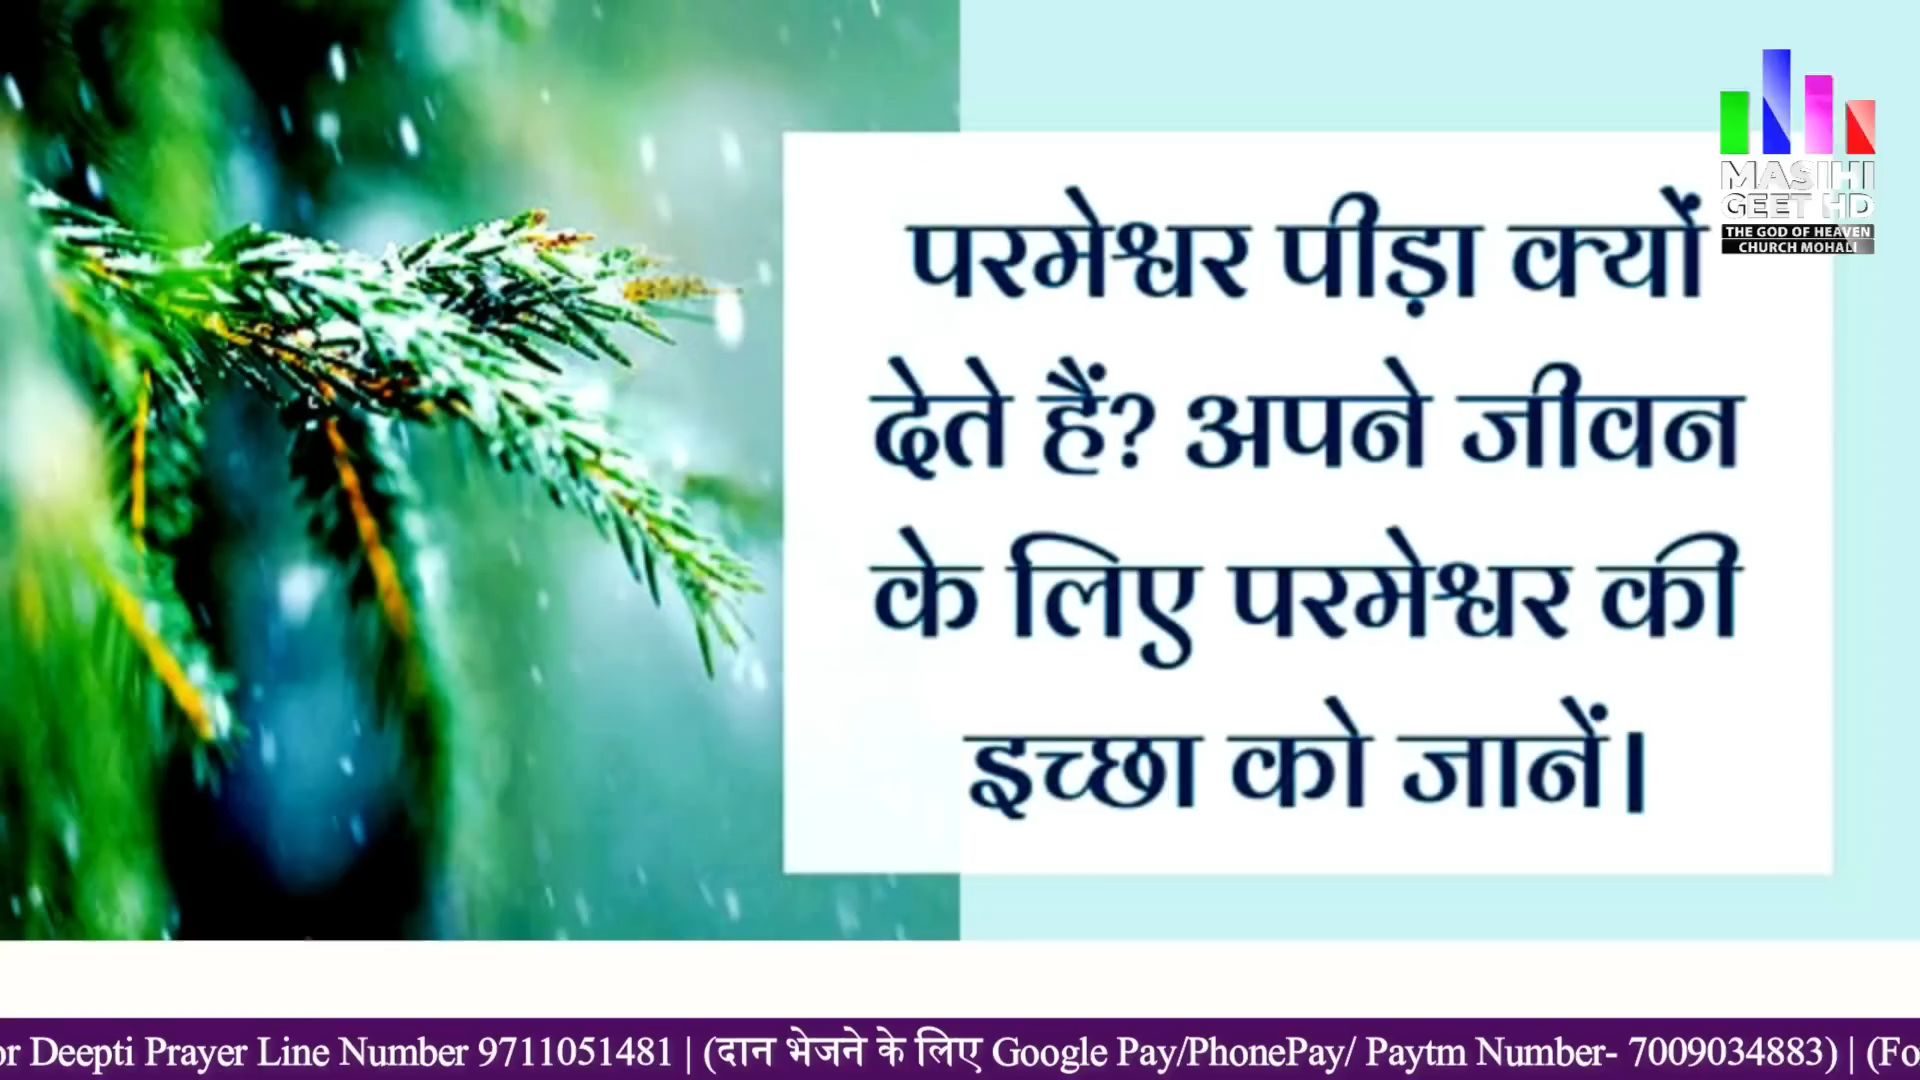 MASIHI
GEET HD
THE GOD OF HEAVEN
CHURCH MOHALI
परमेश्वर पीड़ा क्यों
देते हैं? अपने जीवन
के लिए परमेश्वर की
इच्छा को जानें।
Deepti Prayer Line Number 9711051481 | (दान भेजने के लिए Google Pay/PhonePay/ Paytm Number- 7009034883) |